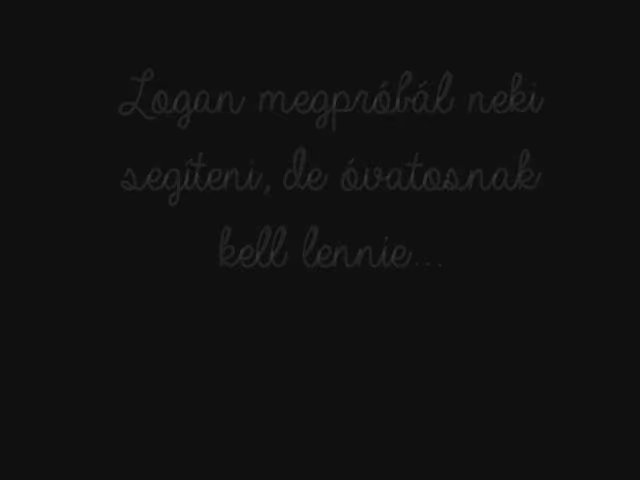 Logan megpróbál neki
segíteni, de óvatosnak
kell lennie...